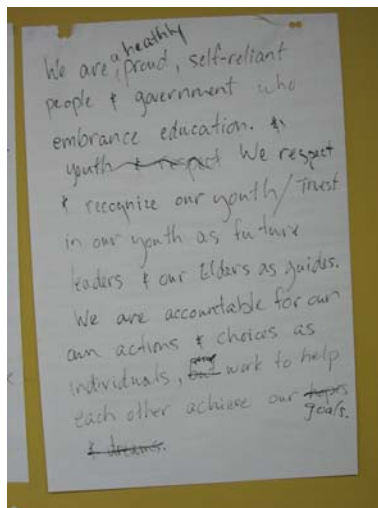 a healthy
We are proud, self-reliant
people & government who
embrance education. &
youth & respect We respect
& recognize our youth/Trust
in our youth as future
leaders & our Elders as guides.
We are accountable for our
own actions & choices as
individuals, but work to help
each other achieve our hopes
goals.
& dreams.